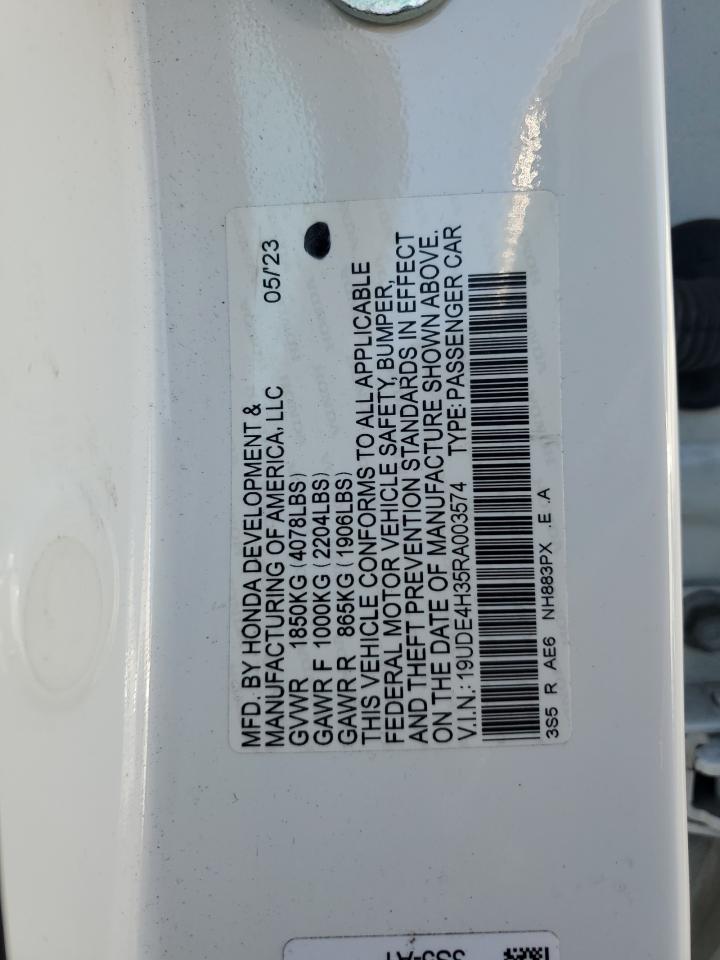 MFD. BY HONDA DEVELOPMENT &
MANUFACTURING OF AMERICA, LLC 05/'23
GVWR 1850KG (4078LBS)
GAWR F 1000KG (2204LBS)
GAWR R 865KG (1906LBS)
THIS VEHICLE CONFORMS TO ALL APPLICABLE
FEDERAL MOTOR VEHICLE SAFETY, BUMPER,
AND THEFT PREVENTION STANDARDS IN EFFECT
ON THE DATE OF MANUFACTURE SHOWN ABOVE.
V.I.N.: 19UDE4H35RA003574 TYPE: PASSENGER CAR
3S5 R AE6 NH883PX .E .A